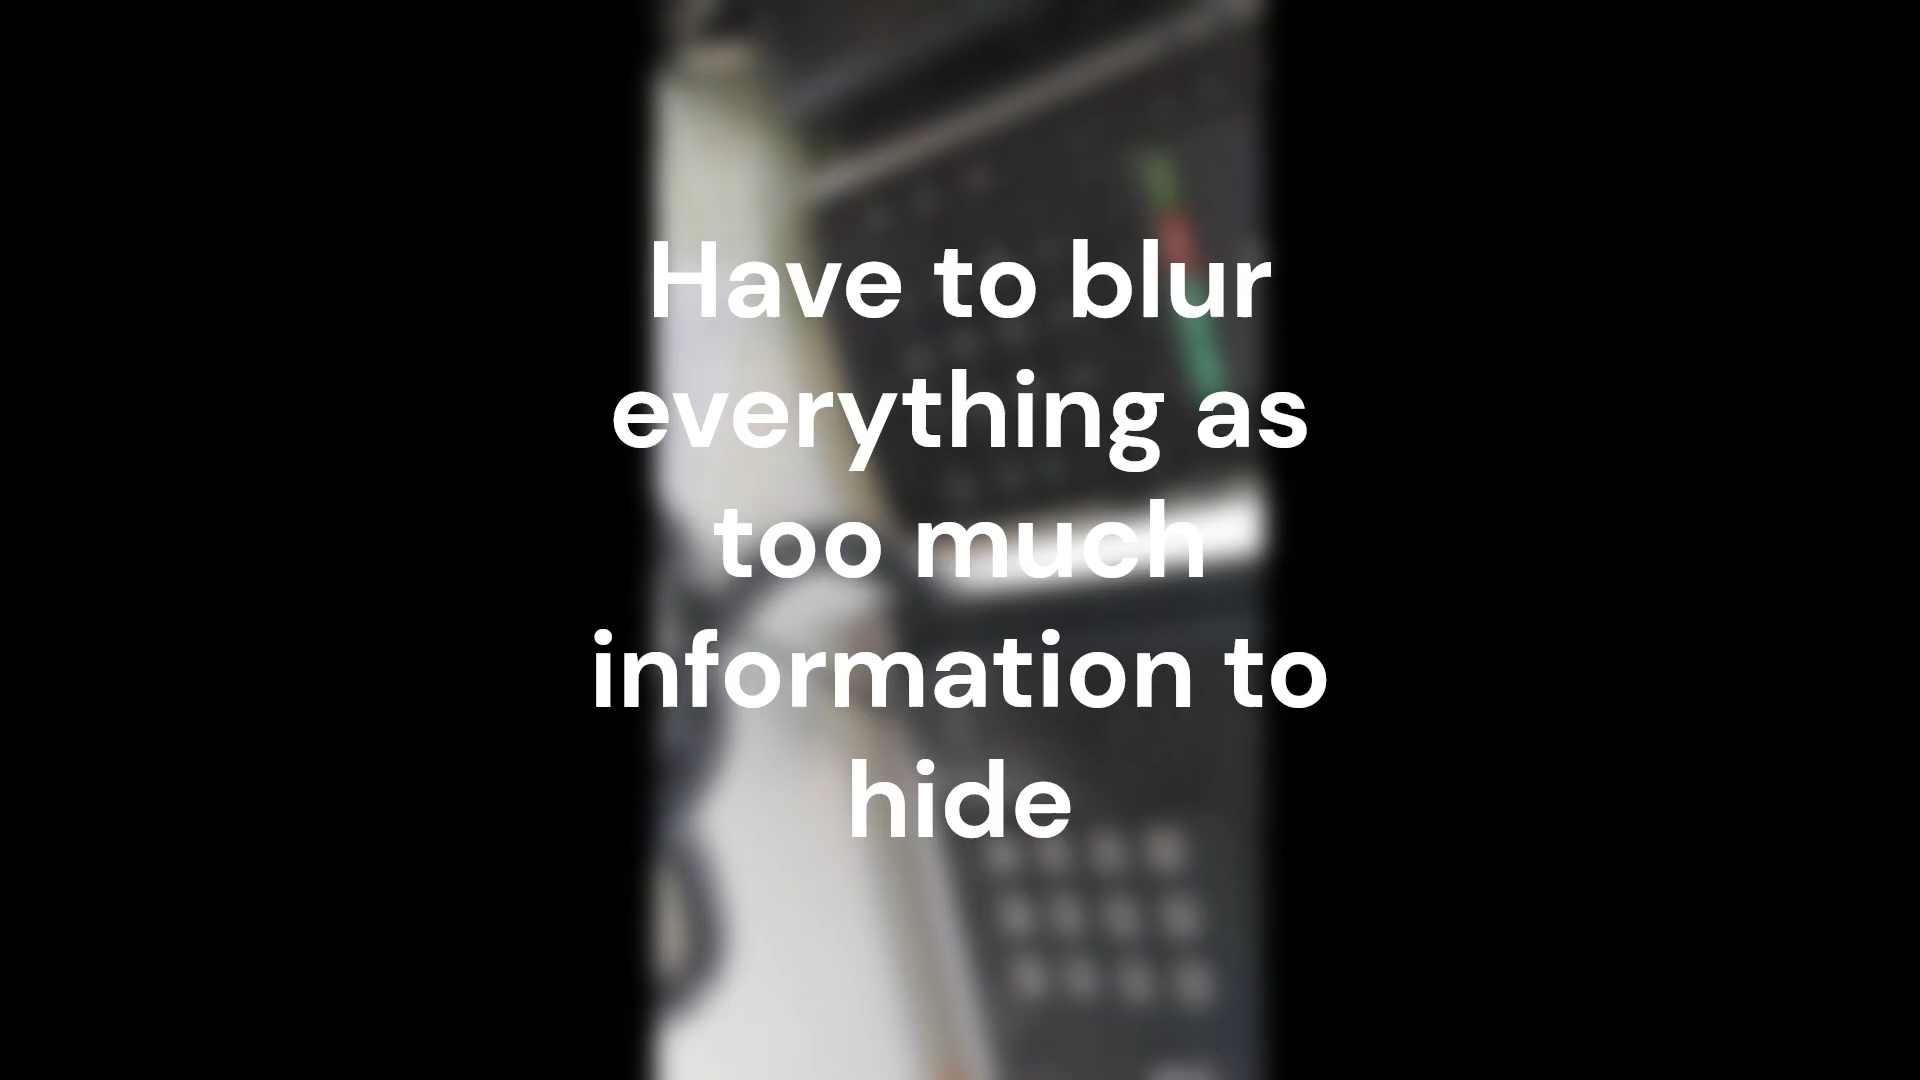 Have to blur
everything as
too much
information to
hide